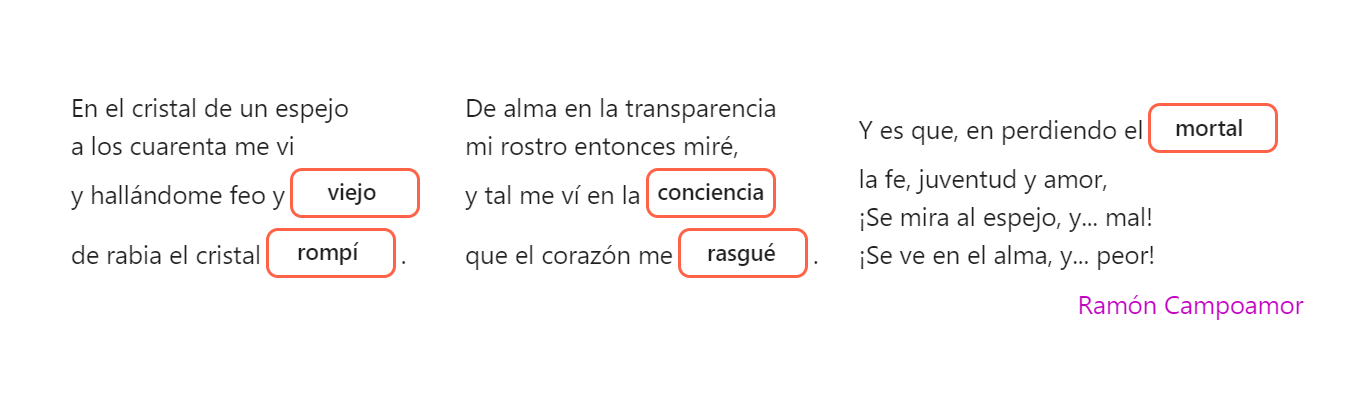 En el cristal de un espejo
a los cuarenta me vi
y hallándome feo y viejo
de rabia el cristal rompí .
De alma en la transparencia
mi rostro entonces miré,
y tal me ví en la conciencia
que el corazón me rasgué .
Y es que, en perdiendo el mortal
la fe, juventud y amor,
¡Se mira al espejo, y... mal!
¡Se ve en el alma, y... peor!
Ramón Campoamor